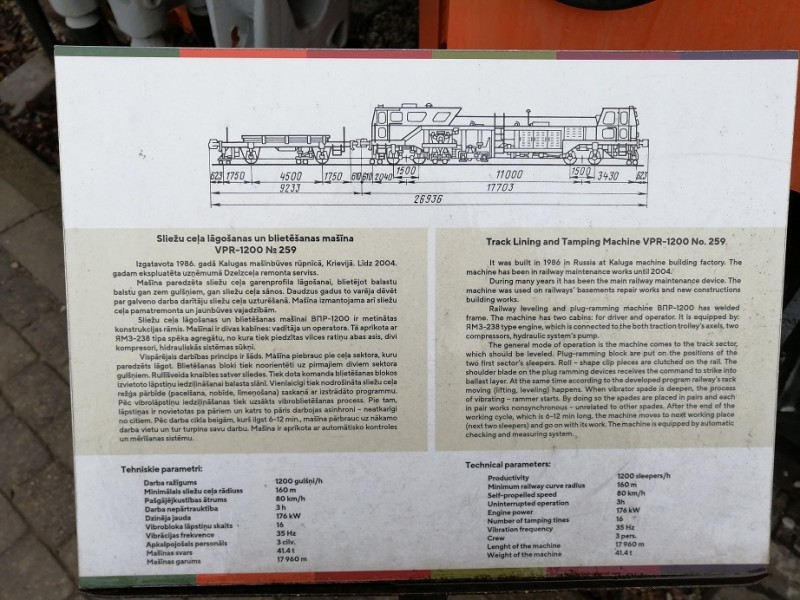 623 1750 4500 1750 610 610 2040 1500 11000 1500 3430 623
9233 17703
26936
Sliežu ceļa lāgošanas un blietēšanas mašīna
VPR-1200 № 259
Izgatavota 1986. gadā Kalugas mašīnbūves rūpnīcā, Krievijā. Līdz 2004.
gadam ekspluatēta uzņēmumā Dzelzceļa remonta serviss.
Mašīna paredzēta sliežu ceļa garenprofila lāgošanai, blietējot balastu
balstu gan zem gulšņiem, gan sliežu ceļa sānos. Daudzus gadus to varēja dēvēt
par galveno darba darītāju sliežu ceļa uzturēšanā. Mašīna izmantojama arī sliežu
ceļa pamatremonta un jaunbūves vajadzībām.
Sliežu ceļa lāgošanas un blietēšanas mašīnai ВПР-1200 ir metinātas
konstrukcijas rāmis. Mašīnai ir divas kabīnes: vadītāja un operatora. Tā aprīkota ar
ЯМЗ-238 tipa spēka agregātu, no kura tiek piedzītas vilces ratiņu abas asis, divi
kompresori, hidrauliskās sistēmas sūkņi.
Vispārējais darbības princips ir šāds. Mašīna piebrauc pie ceļa sektora, kuru
paredzēts lāgot. Blietēšanas bloki tiek noorientēti uz pirmajiem diviem sektora
gulšņiem. Rullīšveida knaibles satver sliedes. Tiek dota komanda blietēšanas blokos
izvietoto lāpstiņu iedziļināšanai balasta slānī. Vienlaicīgi tiek nodrošināta sliežu ceļa
režģa pārbīde (pacelšana, nobīde, līmeņošana) saskaņā ar izstrādāto programmu.
Pēc vibrolāpstiņu iedziļināšanas tiek uzsākts vibroblietēšanas process. Pie tam,
lāpstiņas ir novietotas pa pāriem un katrs to pāris darbojas asinhroni - neatkarīgi
no citiem. Pēc darba cikla beigām, kurš ilgst 6-12 min., mašīna pārbrauc uz nākamo
darba vietu un tur turpina savu darbu. Mašīna ir aprīkota ar automātisko kontroles
un mērīšanas sistēmu.
Track Lining and Tamping Machine VPR-1200 No. 259
It was built in 1986 in Russia at Kaluga machine building factory. The
machine has been in railway maintenance works until 2004.
During many years it has been the main railway maintenance device. The
machine was used on railways' basements repair works and new constructions
building works.
Railway leveling and plug-ramming machine ВПР-1200 has welded
frame. The machine has two cabins: for driver and operator. It is equipped by:
ЯМЗ-238 type engine, which is connected to the both traction trolley's axels, two
compressors, hydraulic system's pump.
The general mode of operation is the machine comes to the track sector,
which should be leveled. Plug-ramming block are put on the positions of the
two first sector's sleepers. Roll - shape clip pieces are clutched on the rail. The
shoulder blade on the plug ramming devices receives the command to strike into
ballast layer. At the same time according to the developed program railway's rack
moving (lifting, leveling) happens. When vibrator spade is deepen, the process
of vibrating - rammer starts. By doing so the spades are placed in pairs and each
in pair works nonsynchronous - unrelated to other spades. After the end of the
working cycle, which is 6-12 min long, the machine moves to next working place
(next two sleepers) and go on with its work. The machine is equipped by automatic
checking and measuring system.
Tehniskie parametri:
Darba ražīgums 1200 gulšņi/h
Minimālais sliežu ceļa rādiuss 160 m
Pašgājējkustības ātrums 80 km/h
Darba nepārtrauktība 3 h
Dzinēja jauda 176 kW
Vibrobloka lāpstiņu skaits 16
Vibrācijas frekvence 35 Hz
Apkalpojošais personāls 3 cilv.
Mašīnas svars 41.4 t
Mašīnas garums 17 960 m
Technical parameters:
Productivity 1200 sleepers/h
Minimum railway curve radius 160 m
Self-propelled speed 80 km/h
Uninterrupted operation 3h
Engine power 176 kW
Number of tamping tines 16
Vibration frequency 35 Hz
Crew 3 pers.
Lenght of the machine 17 960 m
Weight of the machine 41.4t